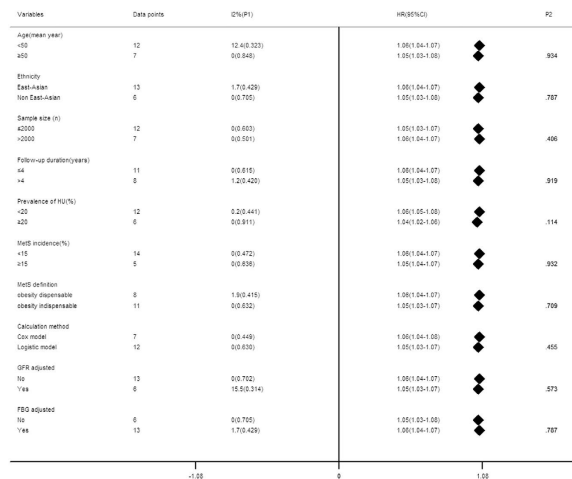 Variables Data points I2%(P1) HR(95%CI) P2
Age(mean year)
<50 12 12.4(0.323) 1.06(1.04-1.07)
≥50 7 0(0.648) 1.05(1.03-1.08) .934
Ethnicity
East-Asian 13 1.7(0.429) 1.06(1.04-1.07)
Non East-Asian 6 0(0.705) 1.05(1.03-1.08) .787
Sample size (n)
≤2000 12 0(0.603) 1.05(1.03-1.07)
>2000 7 0(0.501) 1.06(1.04-1.07) .406
Follow-up duration(years)
≤4 11 0(0.615) 1.06(1.04-1.07)
>4 8 1.2(0.420) 1.05(1.03-1.08) .919
Prevalence of HU(%)
<20 12 0.2(0.441) 1.06(1.05-1.08)
≥20 6 0(0.911) 1.04(1.02-1.06) .114
MetS incidence(%)
<15 14 0(0.472) 1.06(1.04-1.07)
≥15 5 0(0.636) 1.05(1.04-1.07) .932
MetS definition
obesity dispensable 8 1.9(0.415) 1.06(1.04-1.07)
obesity indispensable 11 0(0.632) 1.05(1.03-1.07) .709
Calculation method
Cox model 7 0(0.449) 1.06(1.04-1.08)
Logistic model 12 0(0.630) 1.05(1.03-1.07) .455
GFR adjusted
No 13 0(0.702) 1.06(1.04-1.07)
Yes 6 15.5(0.314) 1.05(1.03-1.07) .573
FBG adjusted
No 6 0(0.705) 1.05(1.03-1.08)
Yes 13 1.7(0.429) 1.06(1.04-1.07) .787
-1.08 0 1.08